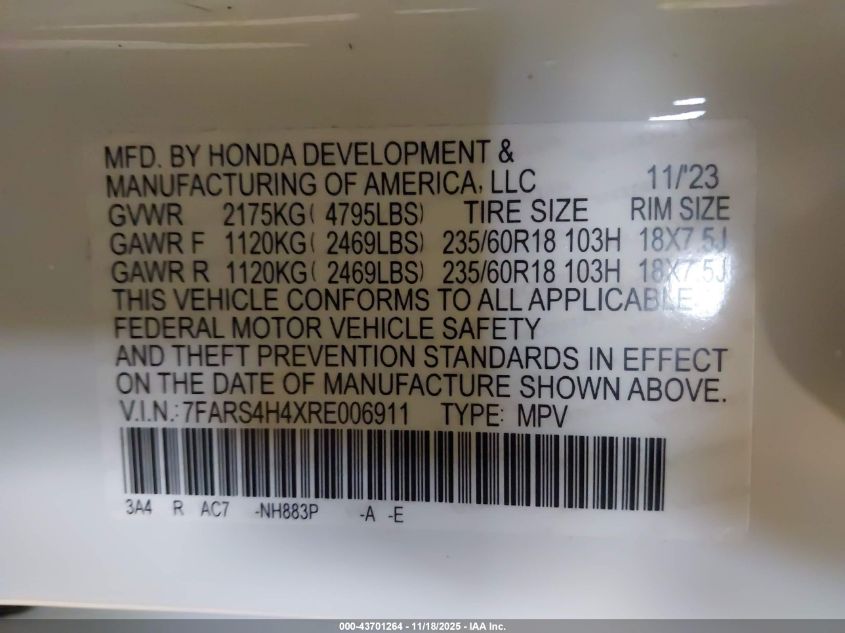 MFD. BY HONDA DEVELOPMENT &
MANUFACTURING OF AMERICA, LLC 11/'23
GVWR 2175KG( 4795LBS) TIRE SIZE RIM SIZE
GAWR F 1120KG( 2469LBS) 235/60R18 103H 18X7.5J
GAWR R 1120KG( 2469LBS) 235/60R18 103H 18X7.5J
THIS VEHICLE CONFORMS TO ALL APPLICABLE
FEDERAL MOTOR VEHICLE SAFETY
AND THEFT PREVENTION STANDARDS IN EFFECT
ON THE DATE OF MANUFACTURE SHOWN ABOVE.
V.I.N.: 7FARS4H4XRE006911 TYPE: MPV
3A4 R AC7 -NH883P -A -E
000-43701264 - 11/18/2025 - IAA Inc.